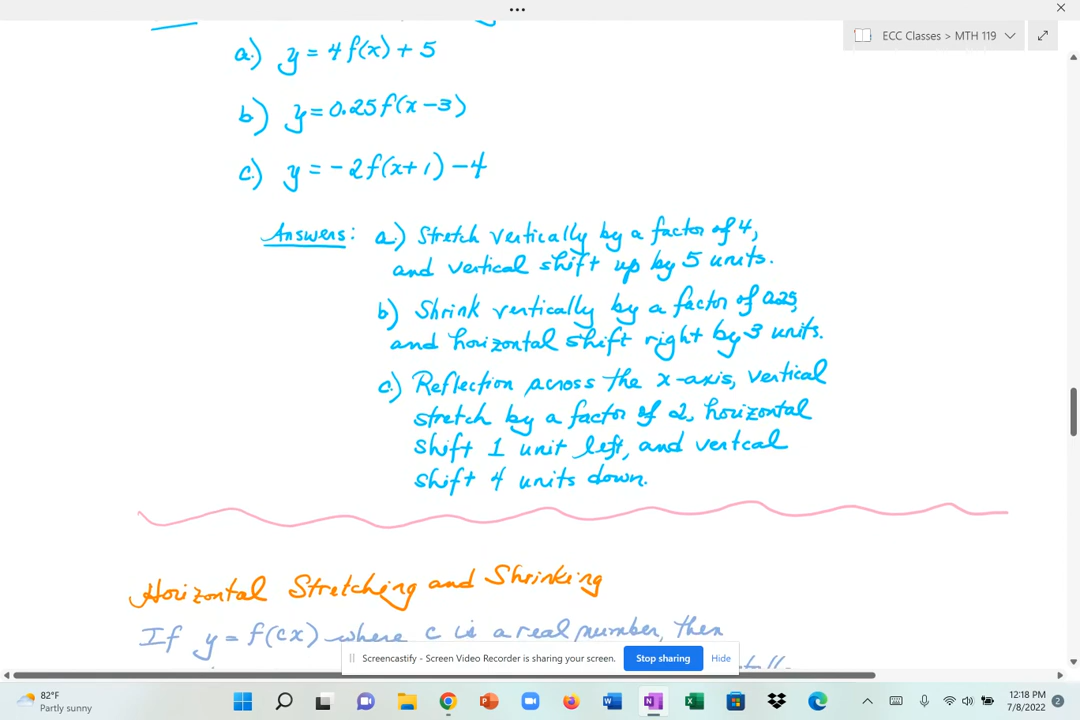 ECC Classes > MTH 119
a.) y = 4f(x) + 5
b) y = 0.25f(x-3)
c.) y = -2f(x+1) -4
Answers: a.) Stretch vertically by a factor of 4,
and vertical shift up by 5 units.
b) Shrink vertically by a factor of 0.25,
and horizontal shift right by 3 units.
c.) Reflection across the x-axis, vertical
stretch by a factor of 2, horizontal
shift 1 unit left, and vertcal
shift 4 units down.
Horizontal Stretching and Shrinking
If y = f(cx) where c is a real number, then
Screencastify - Screen Video Recorder is sharing your screen. Stop sharing Hide
82°F
Partly sunny
12:18 PM
7/8/2022
2